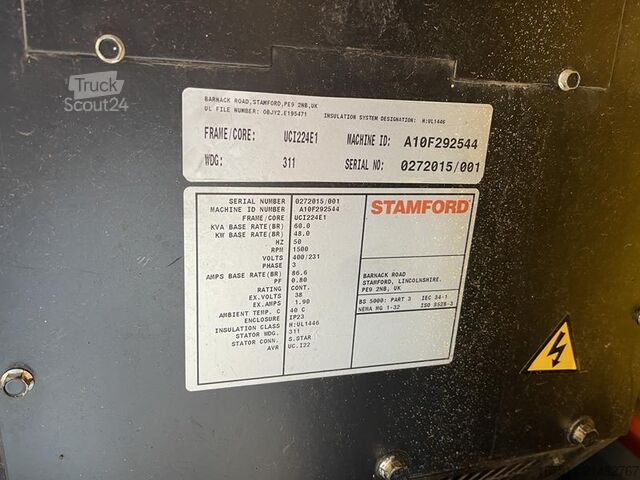 Truck
Scout24
BARNACK ROAD,STAMFORD,PE9 2NB,UK
UL FILE NUMBER: OBJY2.E195471 INSULATION SYSTEM DESIGNATION: H:UL1446
FRAME/CORE: UCI224E1 MACHINE ID: A10F292544
WDG: 311 SERIAL NO: 0272015/001
SERIAL NUMBER 0272015/001
MACHINE ID NUMBER A10F292544
FRAME/CORE UCI224E1
KVA BASE RATE(BR) 60.0
KW BASE RATE(BR) 48.0
HZ 50
RPM 1500
VOLTS 400/231
PHASE 3
AMPS BASE RATE(BR) 86.6
PF 0.80
RATING CONT.
EX.VOLTS 38
EX.AMPS 1.90
AMBIENT TEMP. C 40 C
ENCLOSURE IP23
INSULATION CLASS H:UL1446
STATOR WDG. 311
STATOR CONN. S.STAR
AVR UC.I22
STAMFORD
BARNACK ROAD
STAMFORD, LINCOLNSHIRE.
PE9 2NB, UK
BS 5000: PART 3 IEC 34-1
NEMA MG 1-32 ISO 8528-3